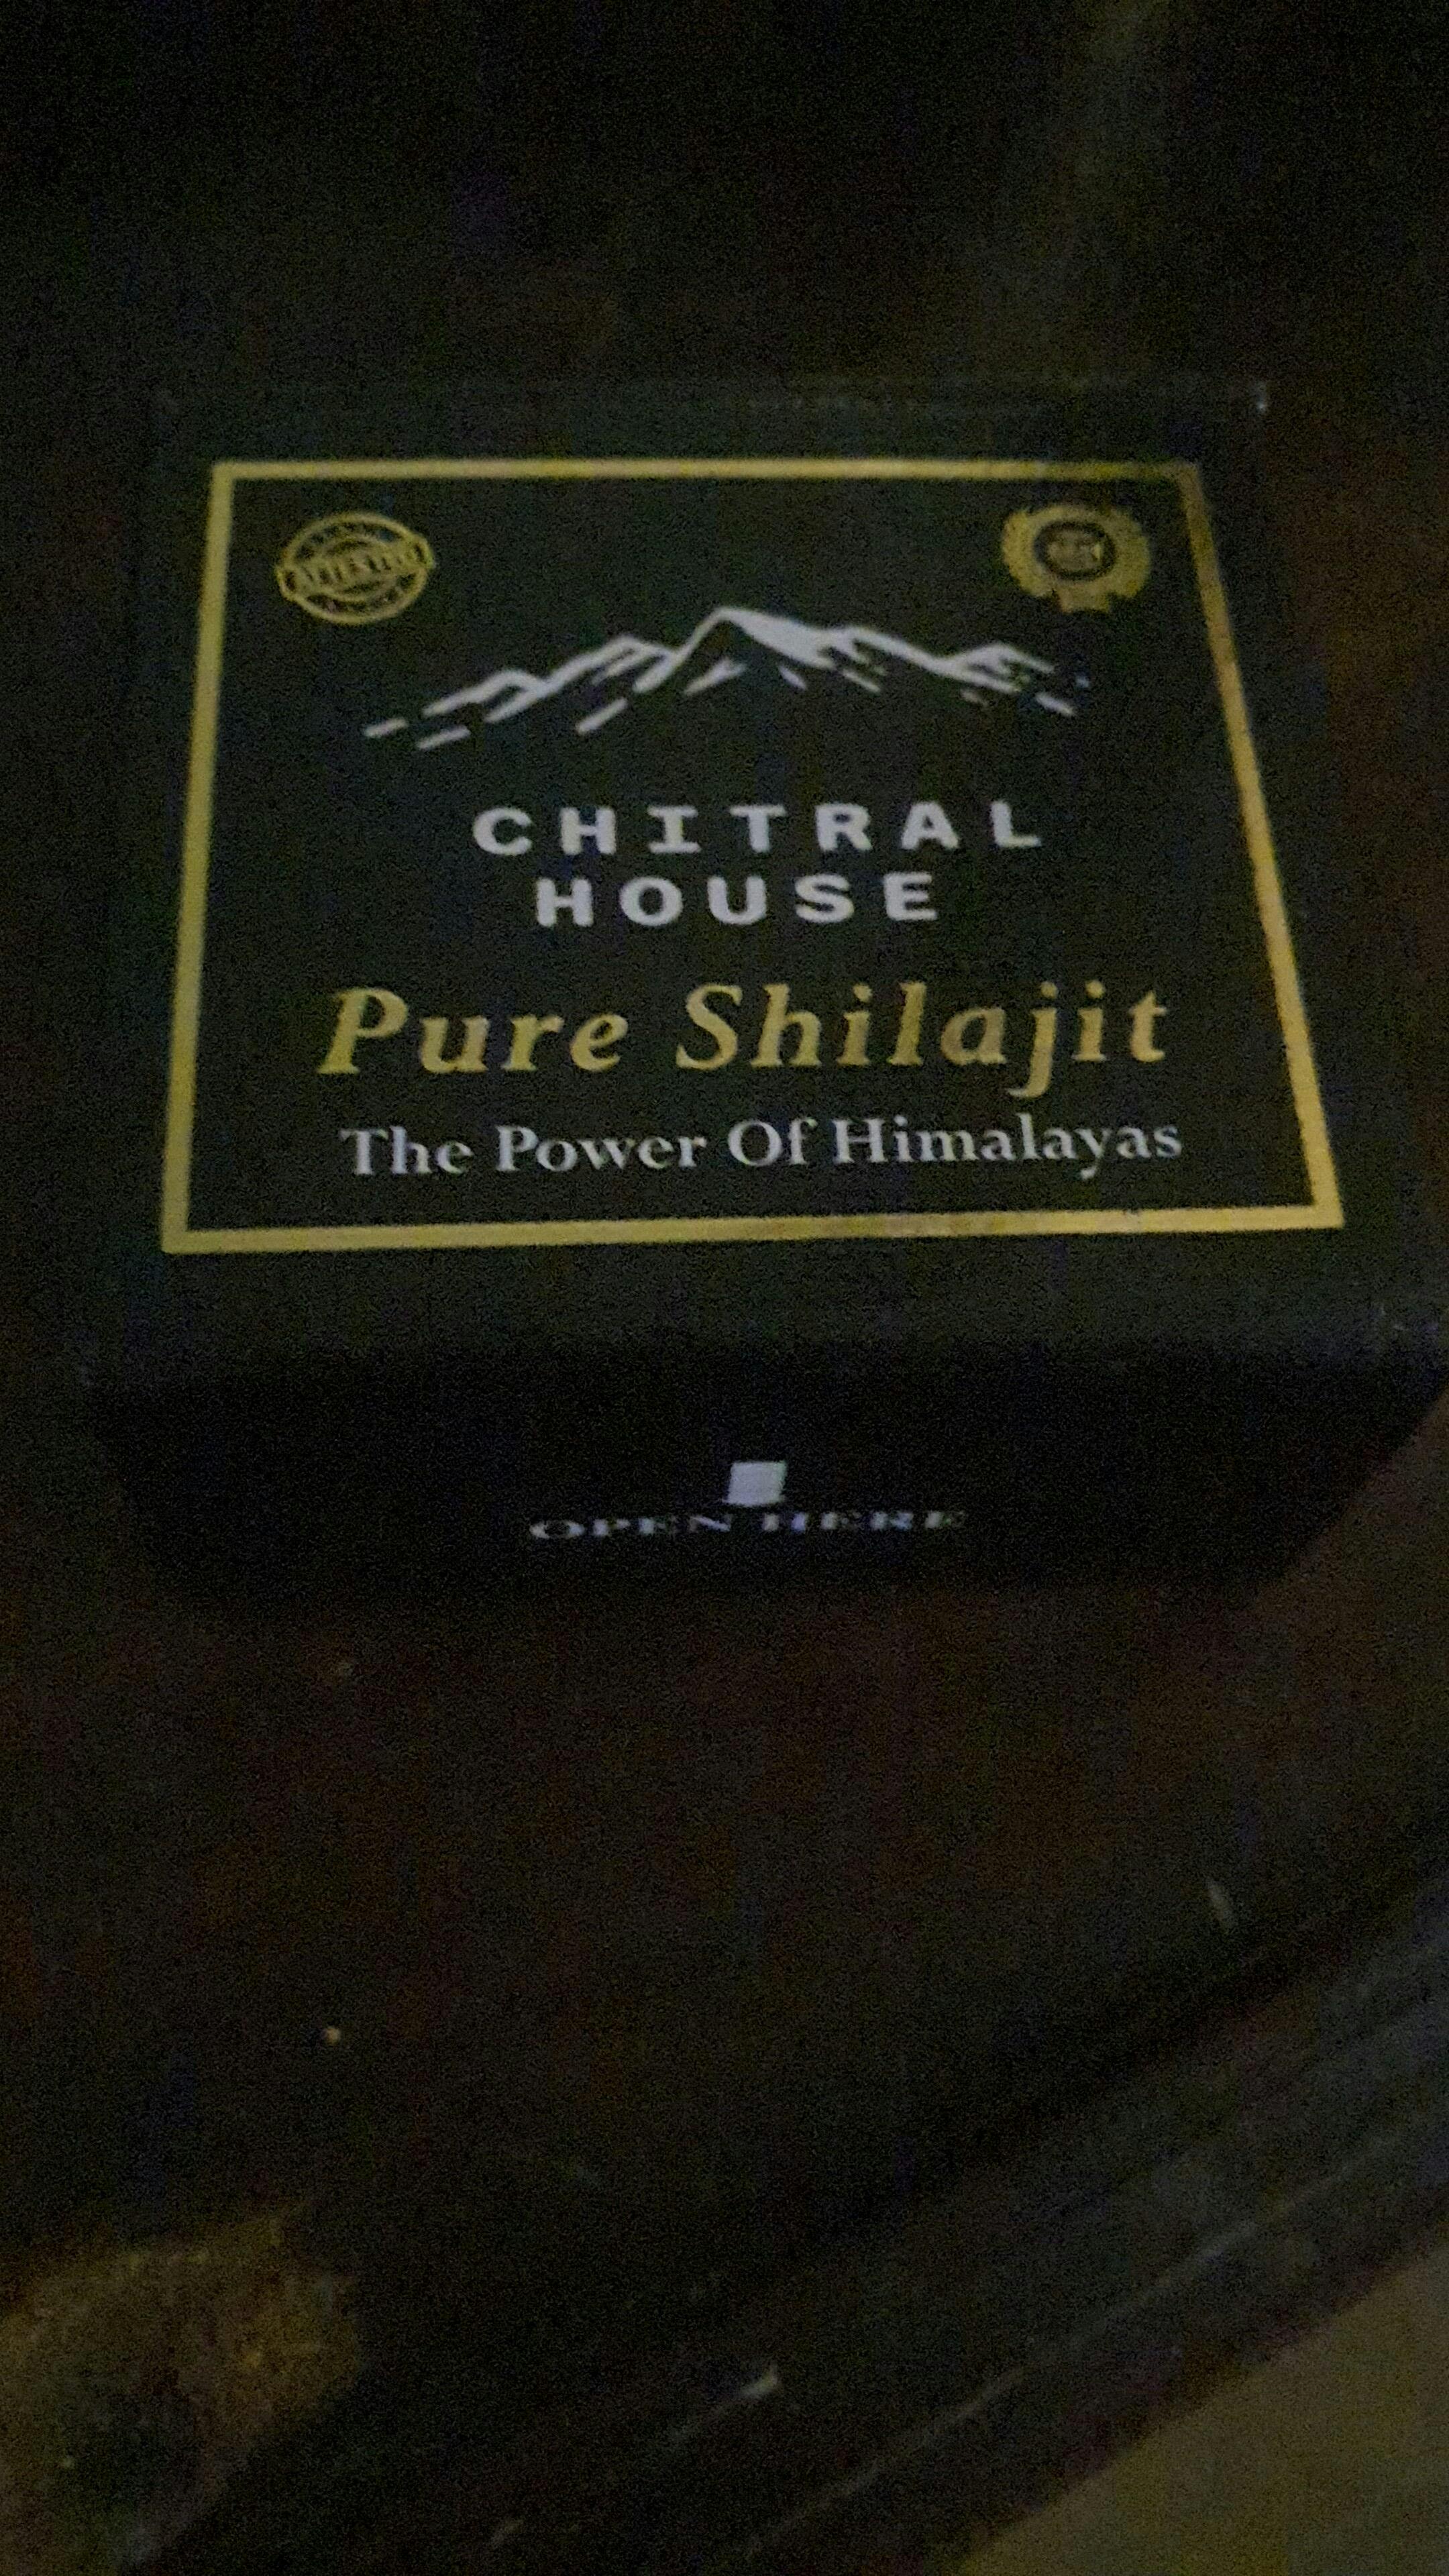 CHITRAL
HOUSE
Pure Shilajit
The Power Of Himalayas
OPEN HERE